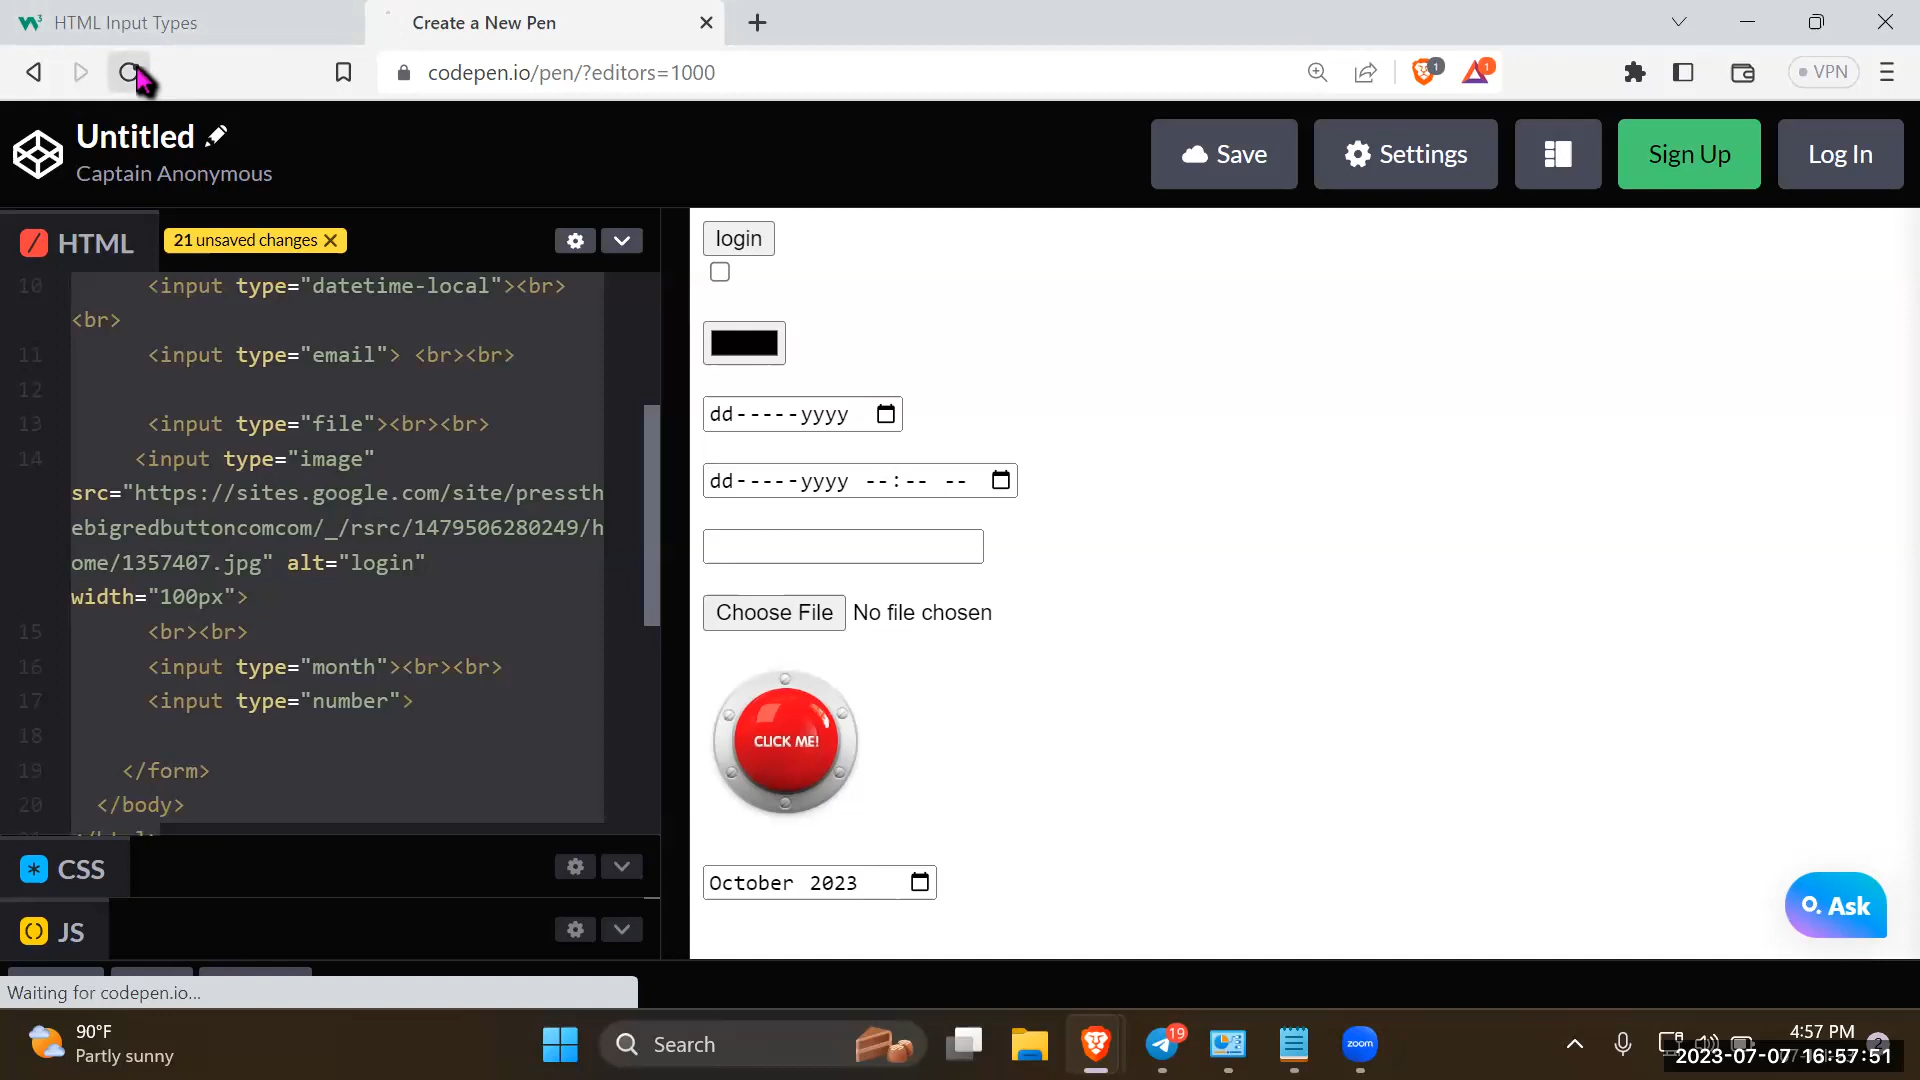 HTML Input Types
Create a New Pen
codepen.io/pen/?editors=1000
1
1
VPN
Untitled
Captain Anonymous
Save
Settings
Sign Up
Log In
HTML
21 unsaved changes
10 <input type="datetime-local"><br>
<br>
11 <input type="email"> <br><br>
12
13 <input type="file"><br><br>
14 <input type="image"
src="https://sites.google.com/site/pressth
ebigredbuttoncomcom/_/rsrc/1479506280249/h
ome/1357407.jpg" alt="login"
width="100px">
15 <br><br>
16 <input type="month"><br><br>
17 <input type="number">
18
19 </form>
20 </body>
CSS
JS
login
dd-----yyyy
dd-----yyyy --:-- --
Choose File No file chosen
CLICK ME!
October 2023
Ask
Waiting for codepen.io...
90°F
Partly sunny
Search
19
zoom
4:57 PM
2
2023-07-07 16:57:51